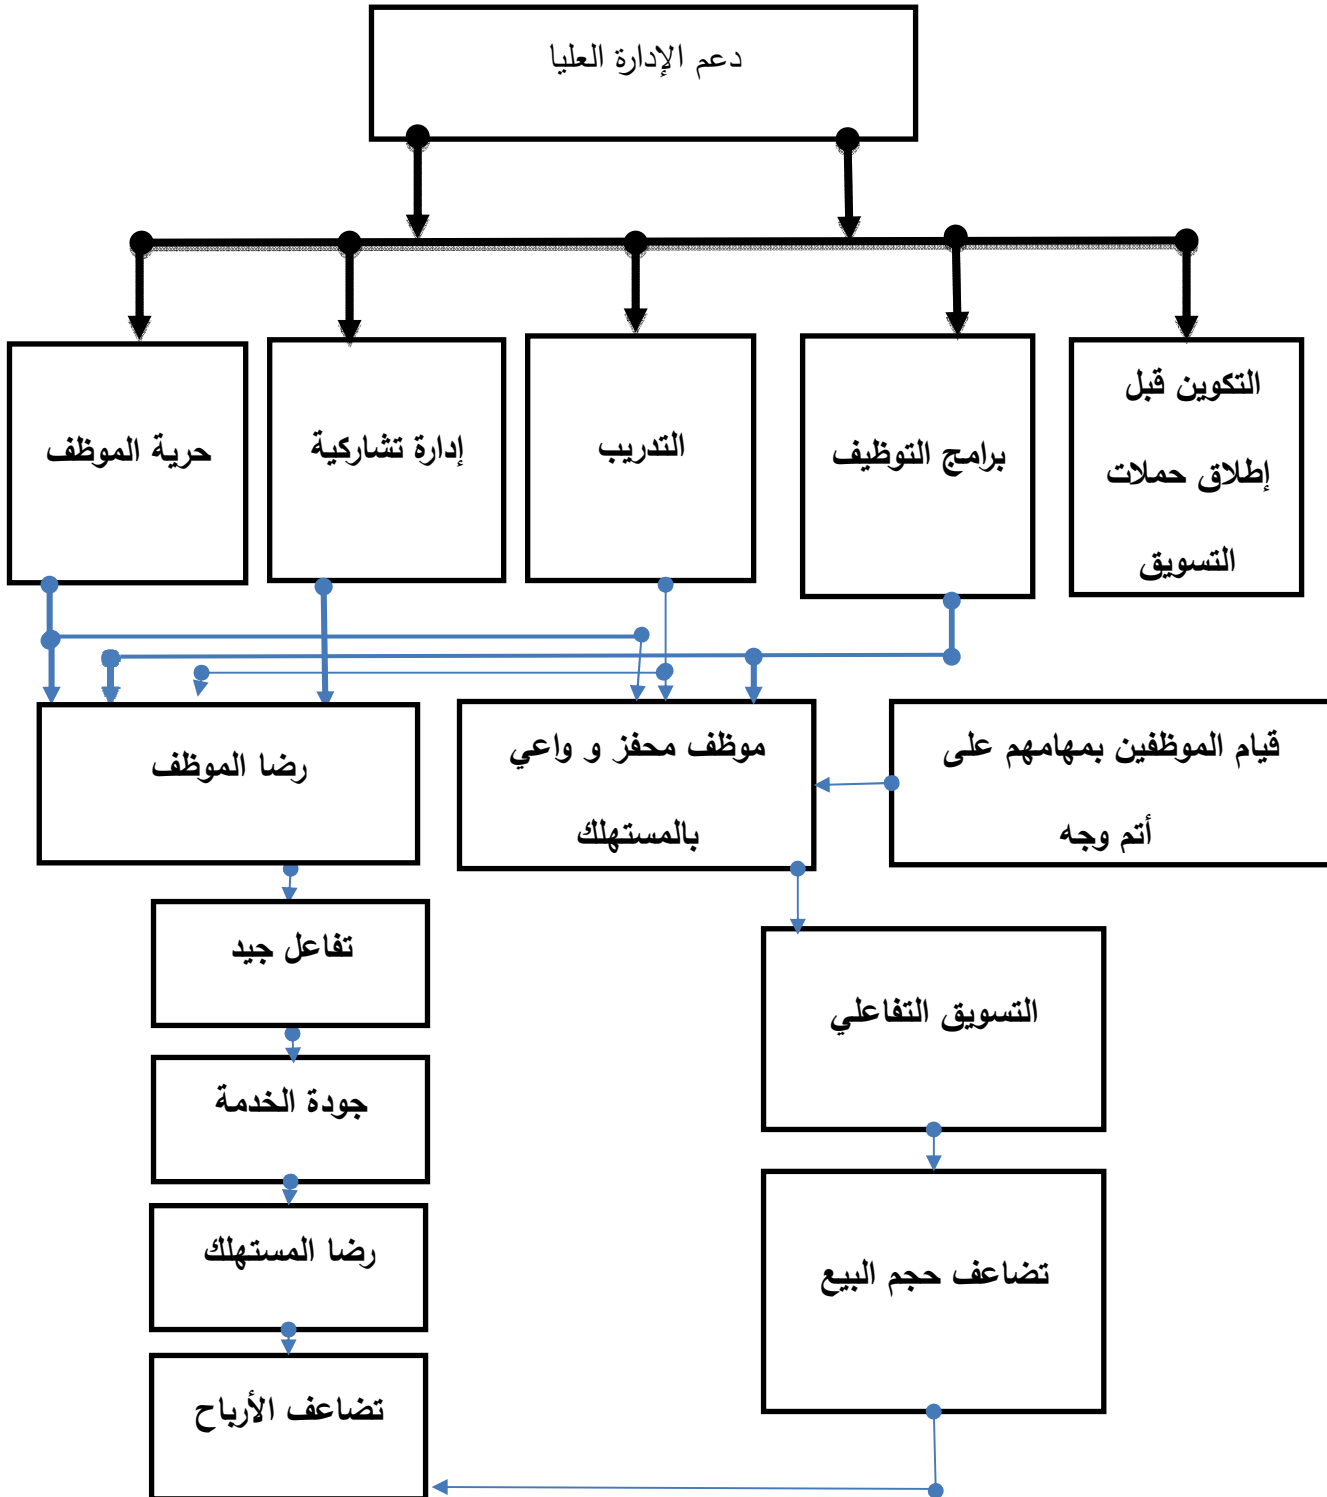 دعم الإدارة العليا
التكوين قبل
إطلاق حملات
التسويق
برامج التوظيف
التدريب
إدارة تشاركية
حرية الموظف
قيام الموظفين بمهامهم على
أتم وجه
موظف محفز و واعي
بالمستهلك
رضا الموظف
تفاعل جيد
التسويق التفاعلي
جودة الخدمة
رضا المستهلك
تضاعف حجم البيع
تضاعف الأرباح